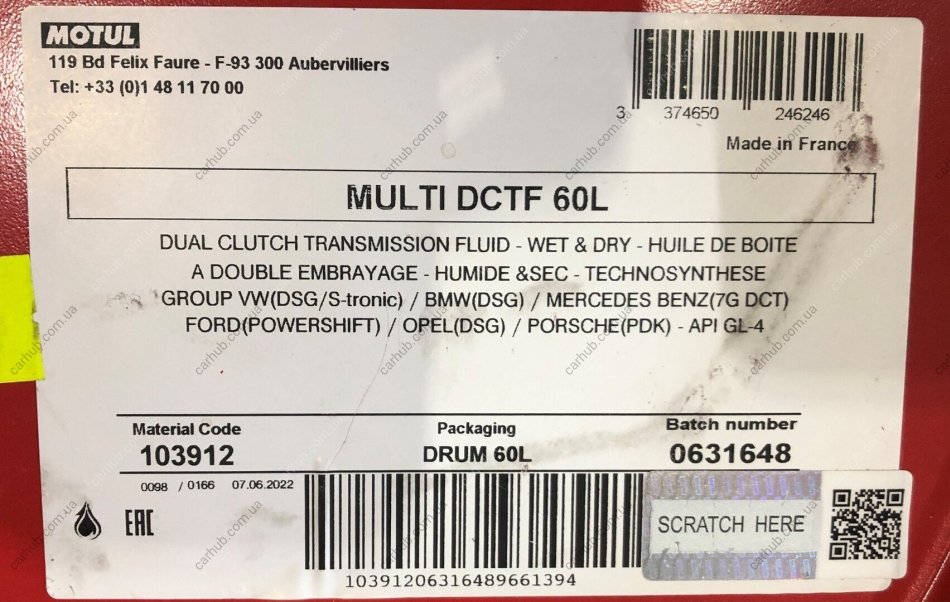 MOTUL
119 Bd Felix Faure - F-93 300 Aubervilliers
Tel: +33 (0)1 48 11 70 00
3 374650 246246
Made in France
MULTI DCTF 60L
DUAL CLUTCH TRANSMISSION FLUID - WET & DRY - HUILE DE BOITE
A DOUBLE EMBRAYAGE - HUMIDE &SEC - TECHNOSYNTHESE
GROUP VW(DSG/S-tronic) / BMW(DSG) / MERCEDES BENZ(7G DCT)
FORD(POWERSHIFT) / OPEL(DSG) / PORSCHE(PDK) - API GL-4
Material Code Packaging Batch number
103912 DRUM 60L 0631648
0098 / 0166 07.06.2022
EAC
SCRATCH HERE
10391206316489661394
carhub.com.ua